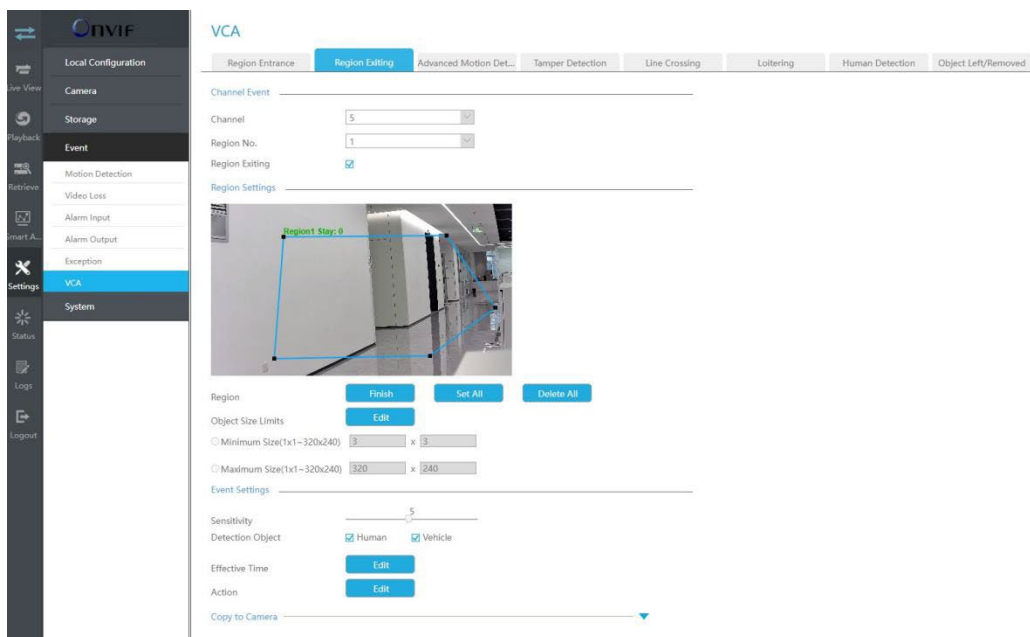 ONVIF
Live View
Playback
Retrieve
Smart A...
Settings
Status
Logs
Logout
Local Configuration
Camera
Storage
Event
Motion Detection
Video Loss
Alarm Input
Alarm Output
Exception
VCA
System
VCA
Region Entrance
Region Exiting
Advanced Motion Det...
Tamper Detection
Line Crossing
Loitering
Human Detection
Object Left/Removed
Channel Event
Channel 5
Region No. 1
Region Exiting
Region Settings
Region1 Stay: 0
Region Finish Set All Delete All
Object Size Limits Edit
Minimum Size(1x1~320x240) 3 x 3
Maximum Size(1x1~320x240) 320 x 240
Event Settings
5
Sensitivity
Detection Object Human Vehicle
Effective Time Edit
Action Edit
Copy to Camera